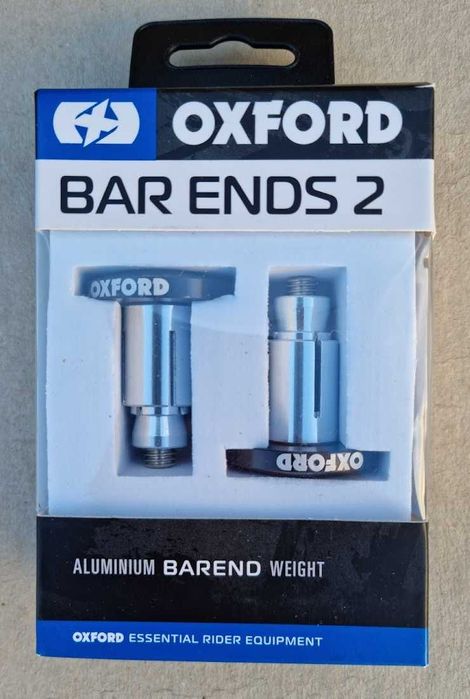 OXFORD
BAR ENDS 2
OXFORD
OXFORD
ALUMINIUM BAREND WEIGHT
OXFORD ESSENTIAL RIDER EQUIPMENT